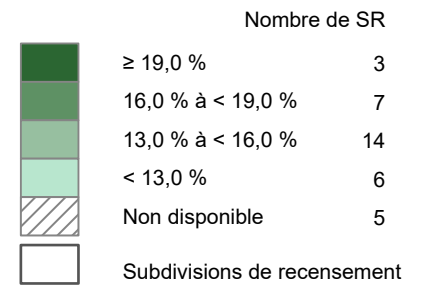 Nombre de SR
≥ 19,0 % 3
16,0 % à < 19,0 % 7
13,0 % à < 16,0 % 14
< 13,0 % 6
Non disponible 5
Subdivisions de recensement